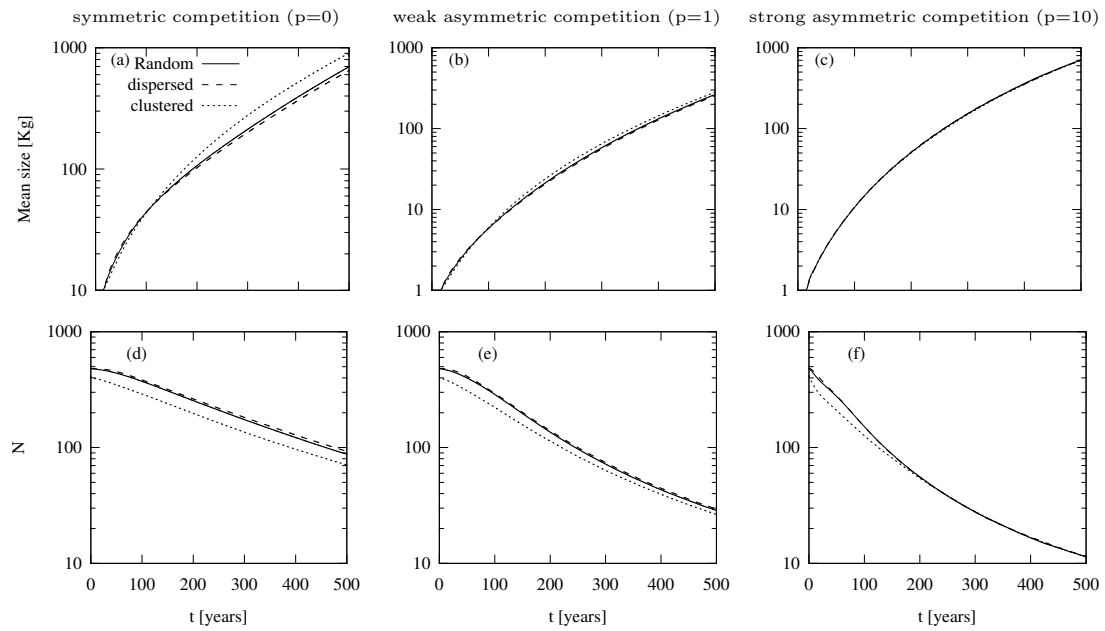 symmetric competition (p=0)
weak asymmetric competition (p=1)
strong asymmetric competition (p=10)
Mean size [Kg]
1000
100
10
(a)
Random
dispersed
clustered
1000
100
10
1
(b)
1000
100
10
1
(c)
N
1000
100
10
(d)
0 100 200 300 400 500
t [years]
1000
100
10
(e)
0 100 200 300 400 500
t [years]
1000
100
10
(f)
0 100 200 300 400 500
t [years]